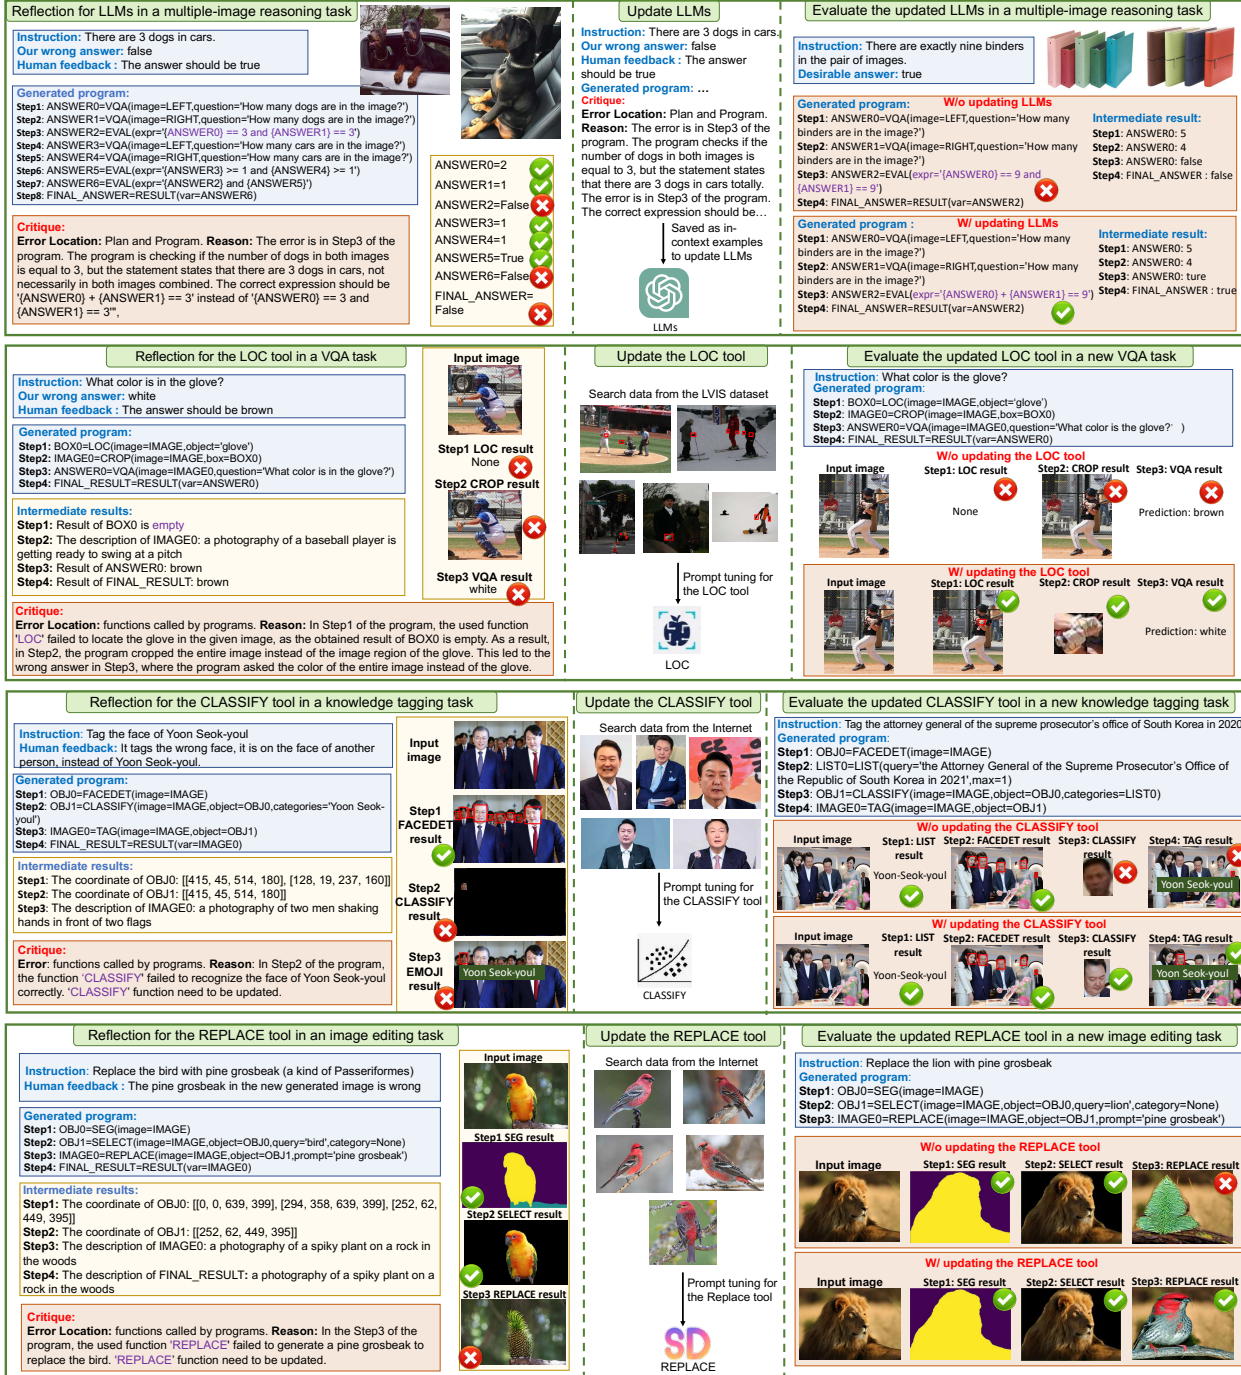 Reflection for LLMs in a multiple-image reasoning task
Instruction: There are 3 dogs in cars.
Our wrong answer: false
Human feedback : The answer should be true
Generated program:
Step1: ANSWER0=VQA(image=LEFT,question='How many dogs are in the image?')
Step2: ANSWER1=VQA(image=RIGHT,question='How many dogs are in the image?')
Step3: ANSWER2=EVAL(expr='{ANSWER0} == 3 and {ANSWER1} == 3')
Step4: ANSWER3=VQA(image=LEFT,question='How many cars are in the image?')
Step5: ANSWER4=VQA(image=RIGHT,question='How many cars are in the image?')
Step6: ANSWER5=EVAL(expr='{ANSWER3} >= 1 and {ANSWER4} >= 1')
Step7: ANSWER6=EVAL(expr='{ANSWER2} and {ANSWER5}')
Step8: FINAL_ANSWER=RESULT(var=ANSWER6)
Critique:
Error Location: Plan and Program. Reason: The error is in Step3 of the
program. The program is checking if the number of dogs in both images
is equal to 3, but the statement states that there are 3 dogs in cars, not
necessarily in both images combined. The correct expression should be
'{ANSWER0} + {ANSWER1} == 3' instead of '{ANSWER0} == 3 and
{ANSWER1} == 3'",
ANSWER0=2
ANSWER1=1
ANSWER2=False
ANSWER3=1
ANSWER4=1
ANSWER5=True
ANSWER6=False
FINAL_ANSWER=
False
Update LLMs
Instruction: There are 3 dogs in cars.
Our wrong answer: false
Human feedback : The answer
should be true
Generated program: ...
Critique:
Error Location: Plan and Program.
Reason: The error is in Step3 of the
program. The program checks if the
number of dogs in both images is
equal to 3, but the statement states
that there are 3 dogs in cars totally.
The error is in Step3 of the program.
The correct expression should be…
Saved as in-
context examples
to update LLMs
LLMs
Evaluate the updated LLMs in a multiple-image reasoning task
Instruction: There are exactly nine binders
in the pair of images.
Desirable answer: true
Generated program:
W/o updating LLMs
Step1: ANSWER0=VQA(image=LEFT,question='How many
binders are in the image?')
Step2: ANSWER1=VQA(image=RIGHT,question='How many
binders are in the image?')
Step3: ANSWER2=EVAL(expr='{ANSWER0} == 9 and
{ANSWER1} == 9')
Step4: FINAL_ANSWER=RESULT(var=ANSWER2)
Intermediate result:
Step1: ANSWER0: 5
Step2: ANSWER0: 4
Step3: ANSWER0: false
Step4: FINAL_ANSWER : false
Generated program :
W/ updating LLMs
Step1: ANSWER0=VQA(image=LEFT,question='How many
binders are in the image?')
Step2: ANSWER1=VQA(image=RIGHT,question='How many
binders are in the image?')
Step3: ANSWER2=EVAL(expr='{ANSWER0} + {ANSWER1} == 9')
Step4: FINAL_ANSWER=RESULT(var=ANSWER2)
Intermediate result:
Step1: ANSWER0: 5
Step2: ANSWER0: 4
Step3: ANSWER0: ture
Step4: FINAL_ANSWER : true
Reflection for the LOC tool in a VQA task
Instruction: What color is in the glove?
Our wrong answer: white
Human feedback : The answer should be brown
Generated program:
Step1: BOX0=LOC(image=IMAGE,object='glove')
Step2: IMAGE0=CROP(image=IMAGE,box=BOX0)
Step3: ANSWER0=VQA(image=IMAGE0,question='What color is in the glove?')
Step4: FINAL_RESULT=RESULT(var=ANSWER0)
Intermediate results:
Step1: Result of BOX0 is empty
Step2: The description of IMAGE0: a photography of a baseball player is
getting ready to swing at a pitch
Step3: Result of ANSWER0: brown
Step4: Result of FINAL_RESULT: brown
Input image
Step1 LOC result
None
Step2 CROP result
Step3 VQA result
white
Critique:
Error Location: functions called by programs. Reason: In Step1 of the program, the used function
'LOC' failed to locate the glove in the given image, as the obtained result of BOX0 is empty. As a result,
in Step2, the program cropped the entire image instead of the image region of the glove. This led to the
wrong answer in Step3, where the program asked the color of the entire image instead of the glove.
Update the LOC tool
Search data from the LVIS dataset
Prompt tuning for
the LOC tool
LOC
Evaluate the updated LOC tool in a new VQA task
Instruction: What color is the glove?
Generated program:
Step1: BOX0=LOC(image=IMAGE,object='glove')
Step2: IMAGE0=CROP(image=IMAGE,box=BOX0)
Step3: ANSWER0=VQA(image=IMAGE0,question='What color is the glove?' )
Step4: FINAL_RESULT=RESULT(var=ANSWER0)
W/o updating the LOC tool
Input image
Step1: LOC result
Step2: CROP result
Step3: VQA result
None
Prediction: brown
W/ updating the LOC tool
Input image
Step1: LOC result
Step2: CROP result
Step3: VQA result
Prediction: white
Reflection for the CLASSIFY tool in a knowledge tagging task
Instruction: Tag the face of Yoon Seok-youl
Human feedback: It tags the wrong face, it is on the face of another
person, instead of Yoon Seok-youl.
Generated program:
Step1: OBJ0=FACEDET(image=IMAGE)
Step2: OBJ1=CLASSIFY(image=IMAGE,object=OBJ0,categories='Yoon Seok-
youl')
Step3: IMAGE0=TAG(image=IMAGE,object=OBJ1)
Step4: FINAL_RESULT=RESULT(var=IMAGE0)
Intermediate results:
Step1: The coordinate of OBJ0: [[415, 45, 514, 180], [128, 19, 237, 160]]
Step2: The coordinate of OBJ1: [[415, 45, 514, 180]]
Step3: The description of IMAGE0: a photography of two men shaking
hands in front of two flags
Critique:
Error: functions called by programs. Reason: In Step2 of the program,
the function 'CLASSIFY' failed to recognize the face of Yoon Seok-youl
correctly. 'CLASSIFY' function need to be updated.
Input
image
Step1
FACEDET
result
Step2
CLASSIFY
result
Step3
EMOJI
result
Yoon Seok-youl
Update the CLASSIFY tool
Search data from the Internet
Prompt tuning for
the CLASSIFY tool
CLASSIFY
Evaluate the updated CLASSIFY tool in a new knowledge tagging task
Instruction: Tag the attorney general of the supreme prosecutor's office of South Korea in 2020
Generated program:
Step1: OBJ0=FACEDET(image=IMAGE)
Step2: LIST0=LIST(query='the Attorney General of the Supreme Prosecutor's Office of
the Republic of South Korea in 2021',max=1)
Step3: OBJ1=CLASSIFY(image=IMAGE,object=OBJ0,categories=LIST0)
Step4: IMAGE0=TAG(image=IMAGE,object=OBJ1)
W/o updating the CLASSIFY tool
Input image
Step1: LIST
result
Step2: FACEDET result
Step3: CLASSIFY
result
Step4: TAG result
Yoon-Seok-youl
Yoon Seok-youl
W/ updating the CLASSIFY tool
Input image
Step1: LIST
result
Step2: FACEDET result
Step3: CLASSIFY
result
Step4: TAG result
Yoon-Seok-youl
Yoon Seok-youl
Reflection for the REPLACE tool in an image editing task
Instruction: Replace the bird with pine grosbeak (a kind of Passeriformes)
Human feedback : The pine grosbeak in the new generated image is wrong
Generated program:
Step1: OBJ0=SEG(image=IMAGE)
Step2: OBJ1=SELECT(image=IMAGE,object=OBJ0,query='bird',category=None)
Step3: IMAGE0=REPLACE(image=IMAGE,object=OBJ1,prompt='pine grosbeak')
Step4: FINAL_RESULT=RESULT(var=IMAGE0)
Intermediate results:
Step1: The coordinate of OBJ0: [[0, 0, 639, 399], [294, 358, 639, 399], [252, 62,
449, 395]]
Step2: The coordinate of OBJ1: [[252, 62, 449, 395]]
Step3: The description of IMAGE0: a photography of a spiky plant on a rock in
the woods
Step4: The description of FINAL_RESULT: a photography of a spiky plant on a
rock in the woods
Critique:
Error Location: functions called by programs. Reason: In the Step3 of the
program, the used function 'REPLACE' failed to generate a pine grosbeak to
replace the bird. 'REPLACE' function need to be updated.
Input image
Step1 SEG result
Step2 SELECT result
Step3 REPLACE result
Update the REPLACE tool
Search data from the Internet
Prompt tuning for
the Replace tool
SD
REPLACE
Evaluate the updated REPLACE tool in a new image editing task
Instruction: Replace the lion with pine grosbeak
Generated program:
Step1: OBJ0=SEG(image=IMAGE)
Step2: OBJ1=SELECT(image=IMAGE,object=OBJ0,query=lion',category=None)
Step3: IMAGE0=REPLACE(image=IMAGE,object=OBJ1,prompt='pine grosbeak')
W/o updating the REPLACE tool
Input image
Step1: SEG result
Step2: SELECT result
Step3: REPLACE result
W/ updating the REPLACE tool
Input image
Step1: SEG result
Step2: SELECT result
Step3: REPLACE result